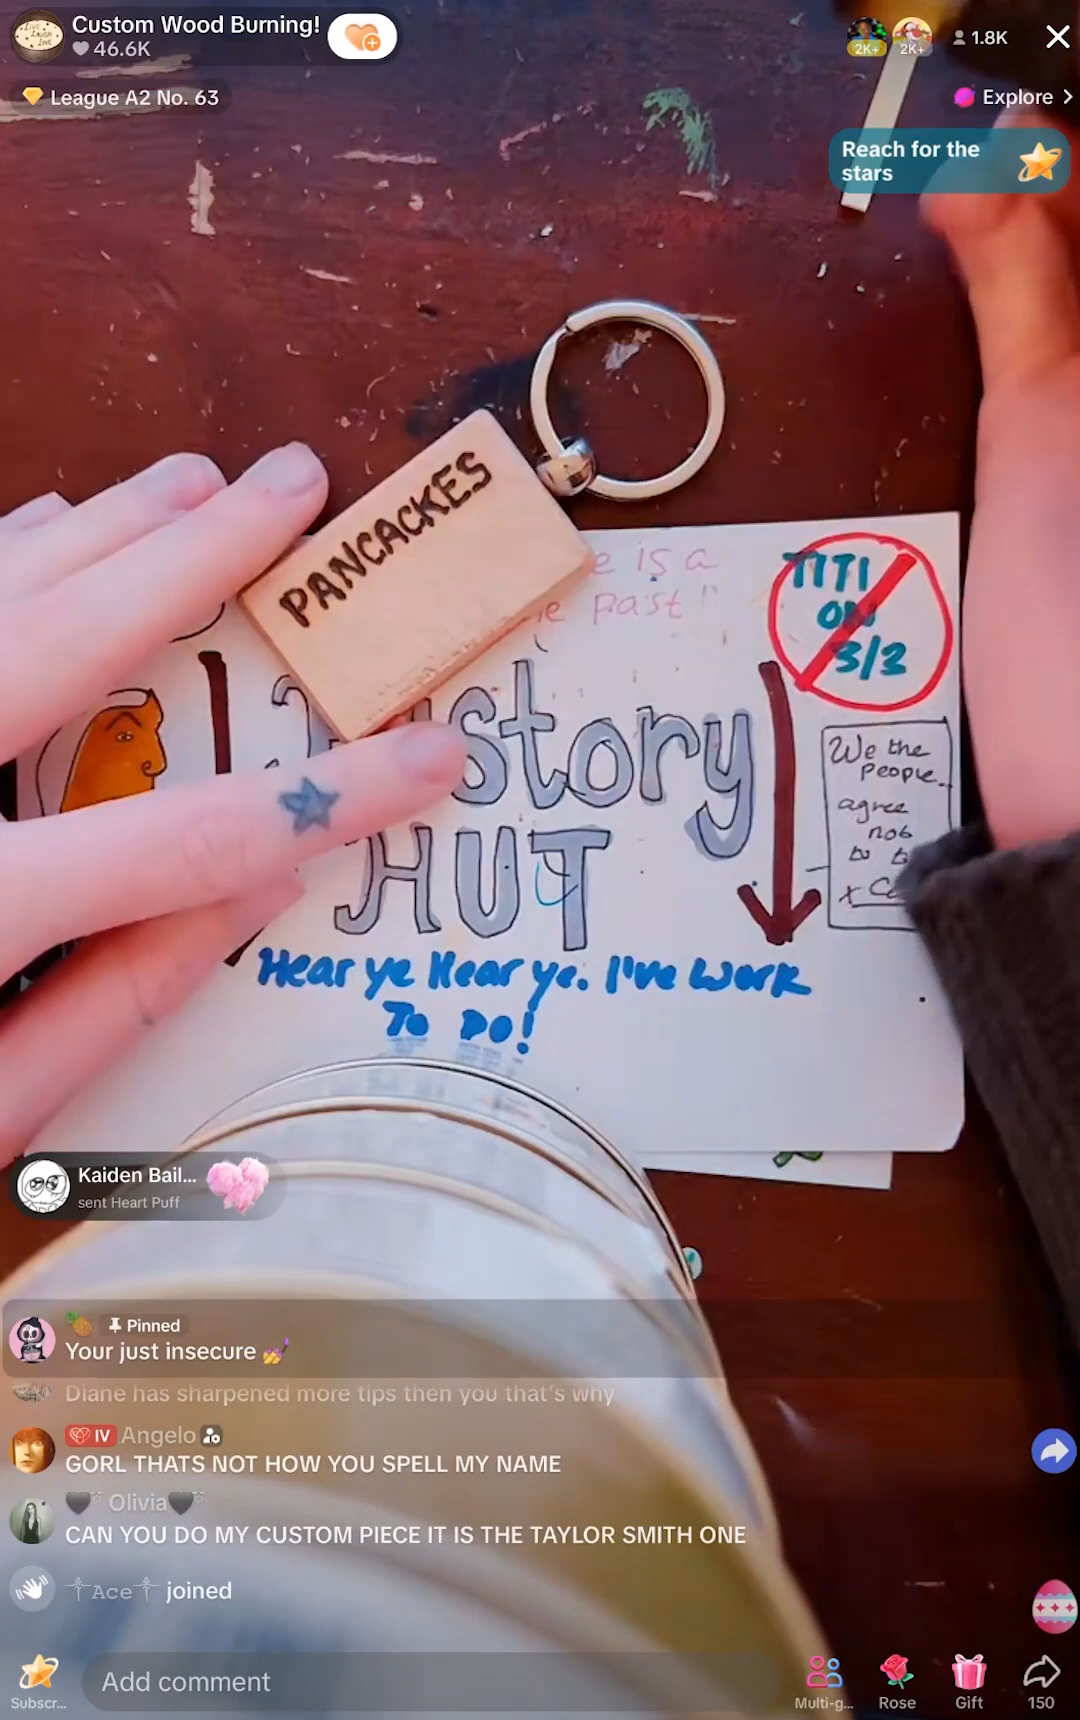 Custom Wood Burning!
46.6K
2K+
2K+
1.8K
League A2 No. 63
Explore
Reach for the
stars
PANCACKES
e is a
Past"
TITI
ON
3/2
story
HUT
We the
People..
agree
not
Hear ye Hear ye. I've work
To Do!
Kaiden Bail...
sent Heart Puff
Pinned
Your just insecure
Diane has sharpened more tips then you that's why
IV Angelo
GORL THATS NOT HOW YOU SPELL MY NAME
Olivia
CAN YOU DO MY CUSTOM PIECE IT IS THE TAYLOR SMITH ONE
Ace joined
Add comment
Subscr...
Multi-g...
Rose
Gift
150